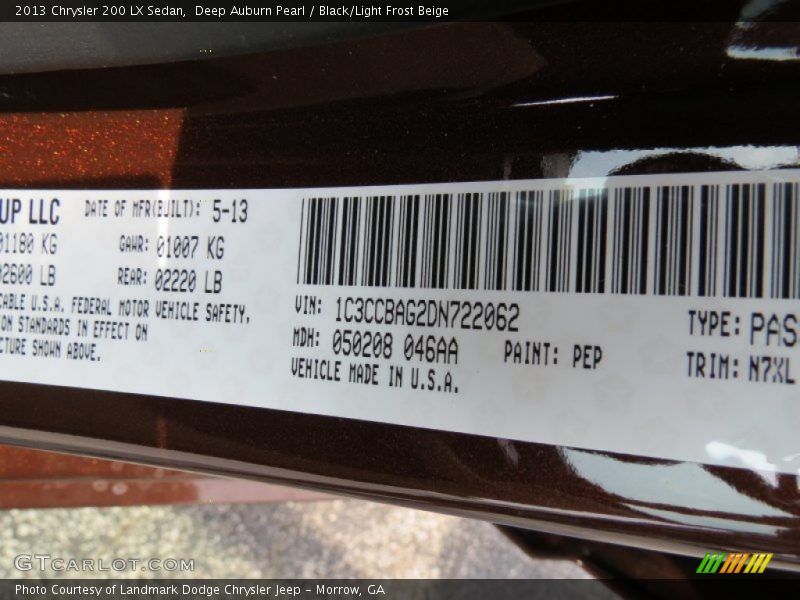 2013 Chrysler 200 LX Sedan,  Deep Auburn Pearl / Black/Light Frost Beige
UP LLC DATE OF MFR(BUILT): 5-13
01180 KG GAWR: 01007 KG
02600 LB REAR: 02220 LB
CABLE U.S.A. FEDERAL MOTOR VEHICLE SAFETY,
ON STANDARDS IN EFFECT ON
CTURE SHOWN ABOVE.
VIN: 1C3CCBAG2DN722062 TYPE: PAS
MDH: 050208 046AA PAINT: PEP TRIM: N7XL
VEHICLE MADE IN U.S.A.
GTCARLOT.COM
Photo Courtesy of Landmark Dodge Chrysler Jeep – Morrow, GA